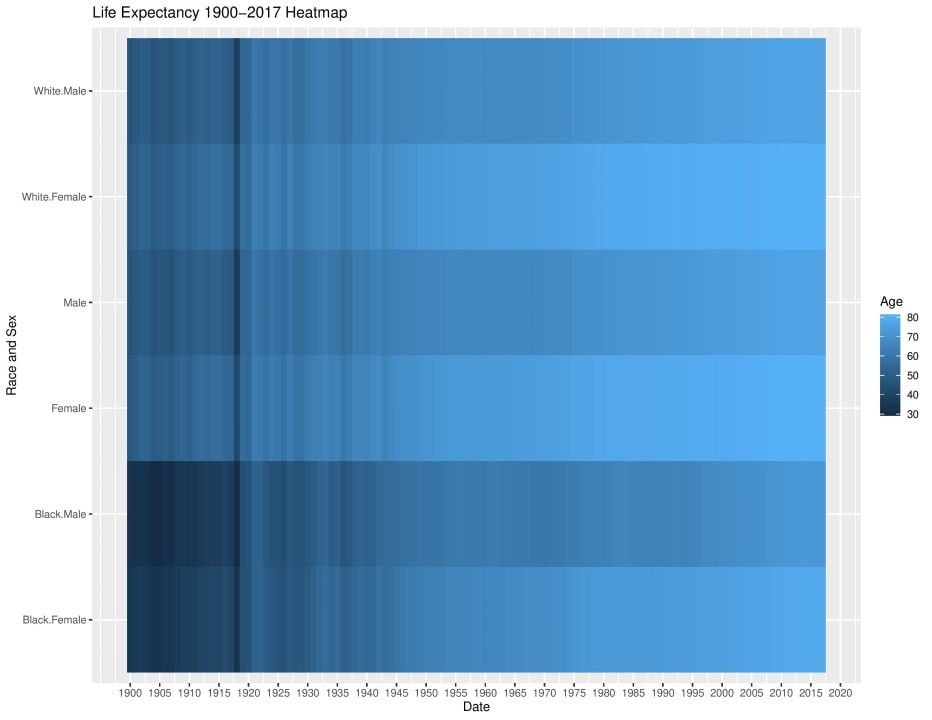 Life Expectancy 1900−2017 Heatmap
Race and Sex
White.Male
White.Female
Male
Female
Black.Male
Black.Female
1900 1905 1910 1915 1920 1925 1930 1935 1940 1945 1950 1955 1960 1965 1970 1975 1980 1985 1990 1995 2000 2005 2010 2015 2020
Date
Age
80
70
60
50
40
30